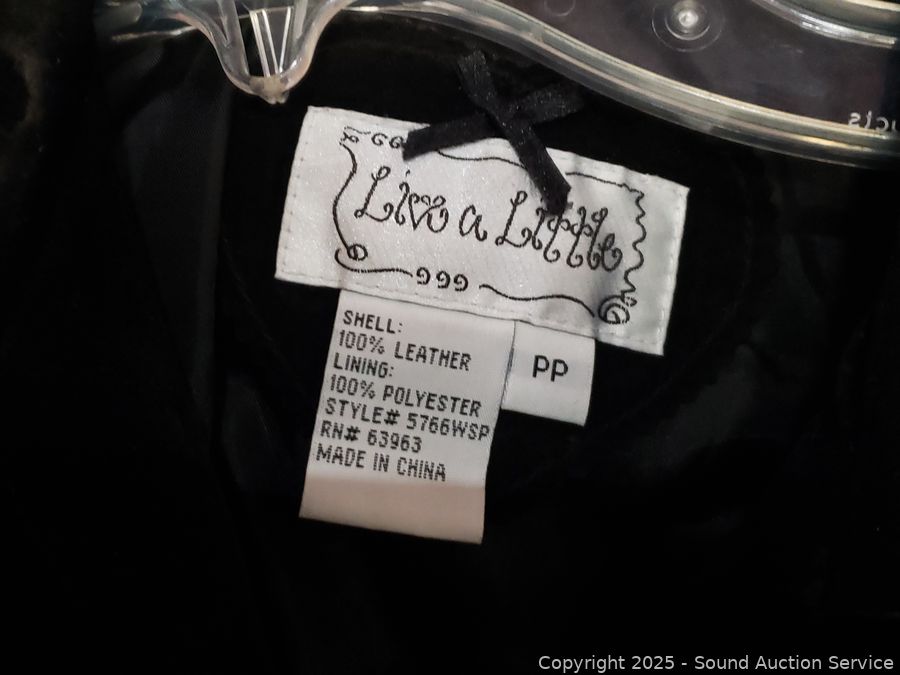 Live a Little
SHELL:
100% LEATHER
LINING:
100% POLYESTER
STYLE# 5766WSP
RN# 63963
MADE IN CHINA
PP
Copyright 2025 - Sound Auction Service